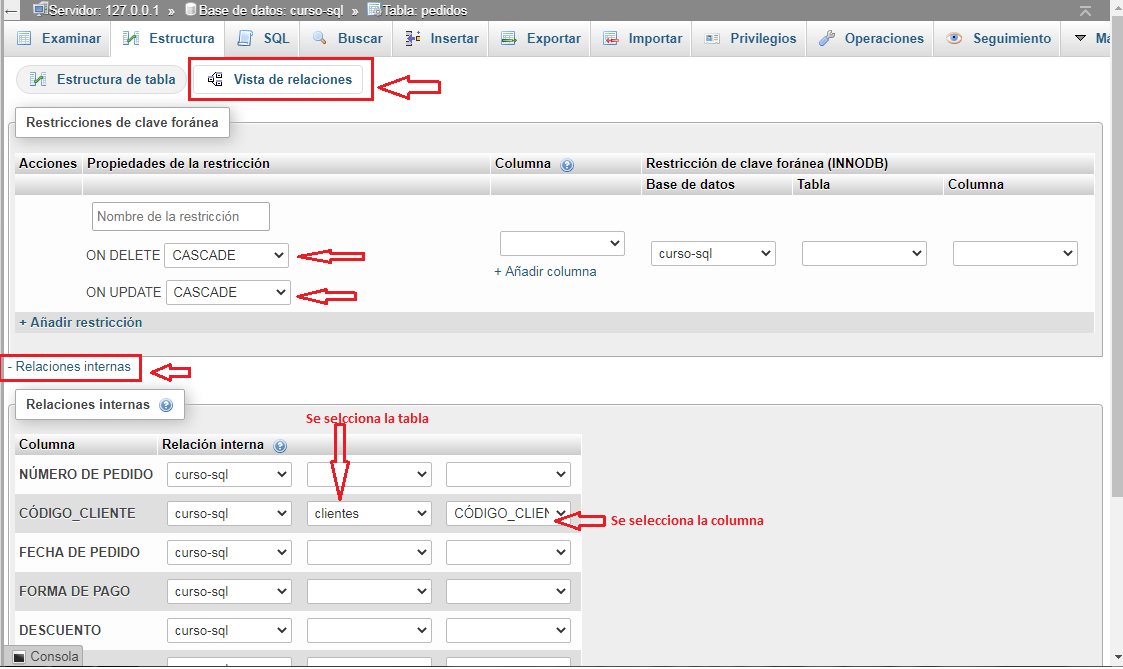 Servidor: 127.0.0.1 » Base de datos: curso-sql » Tabla: pedidos
Examinar Estructura SQL Buscar Insertar Exportar Importar Privilegios Operaciones Seguimiento
Estructura de tabla Vista de relaciones
Restricciones de clave foránea
Acciones Propiedades de la restricción Columna Restricción de clave foránea (INNODB)
Base de datos Tabla Columna
Nombre de la restricción
ON DELETE CASCADE curso-sql
+ Añadir columna
ON UPDATE CASCADE
+ Añadir restricción
- Relaciones internas
Relaciones internas
Se selcciona la tabla
Columna Relación interna
NÚMERO DE PEDIDO curso-sql
CÓDIGO_CLIENTE curso-sql clientes CÓDIGO_CLIEN
Se selecciona la columna
FECHA DE PEDIDO curso-sql
FORMA DE PAGO curso-sql
DESCUENTO curso-sql
Consola